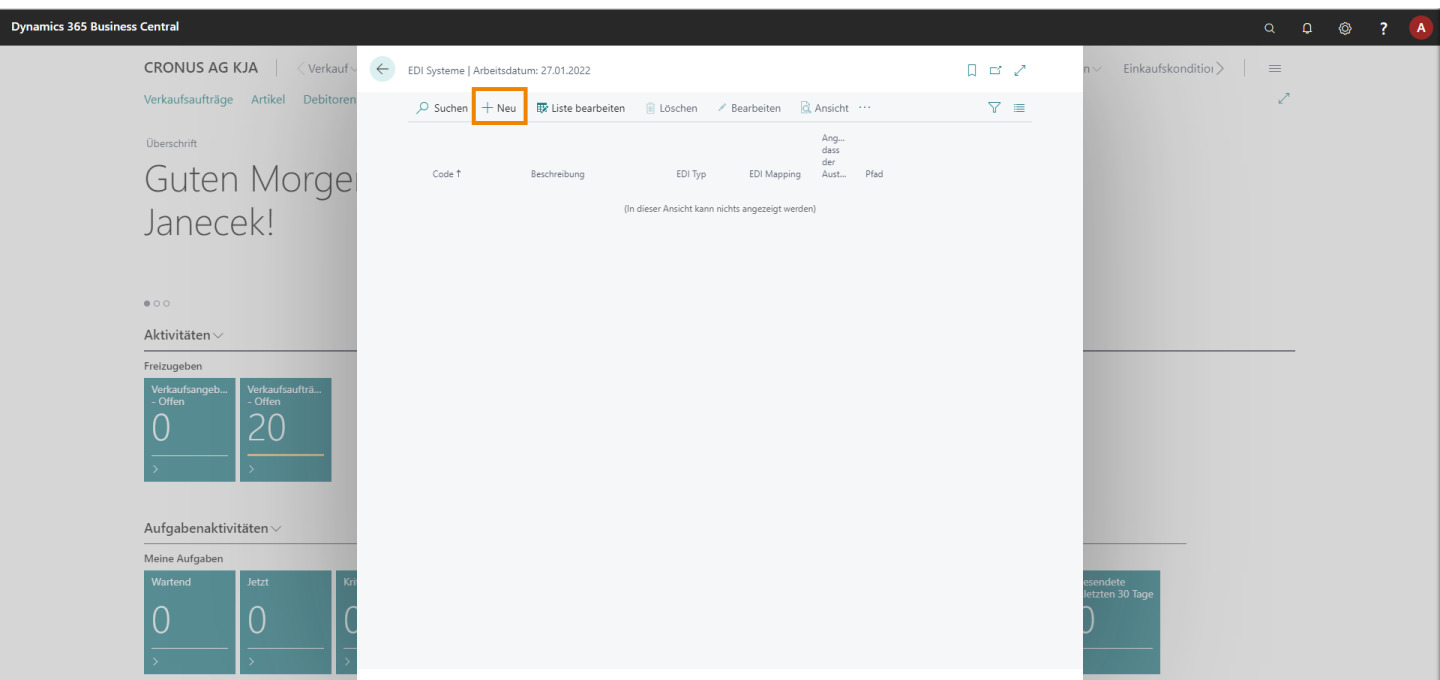 Dynamics 365 Business Central
?
A
CRONUS AG KJA
Verkauf
EDI Systeme | Arbeitsdatum: 27.01.2022
Verkaufsaufträge Artikel Debitoren
Suchen + Neu Liste bearbeiten Löschen Bearbeiten Ansicht ...
Überschrift
Guten Morge
Janecek!
Ang...
dass
der
Code ↑ Beschreibung EDI Typ EDI Mapping Aust... Pfad
(In dieser Ansicht kann nichts angezeigt werden)
Aktivitäten
Freizugeben
Verkaufsangeb...
- Offen
0
Verkaufsaufträ...
- Offen
20
Aufgabenaktivitäten
Meine Aufgaben
Wartend
0
Jetzt
0
Kri
esendete
letzten 30 Tage